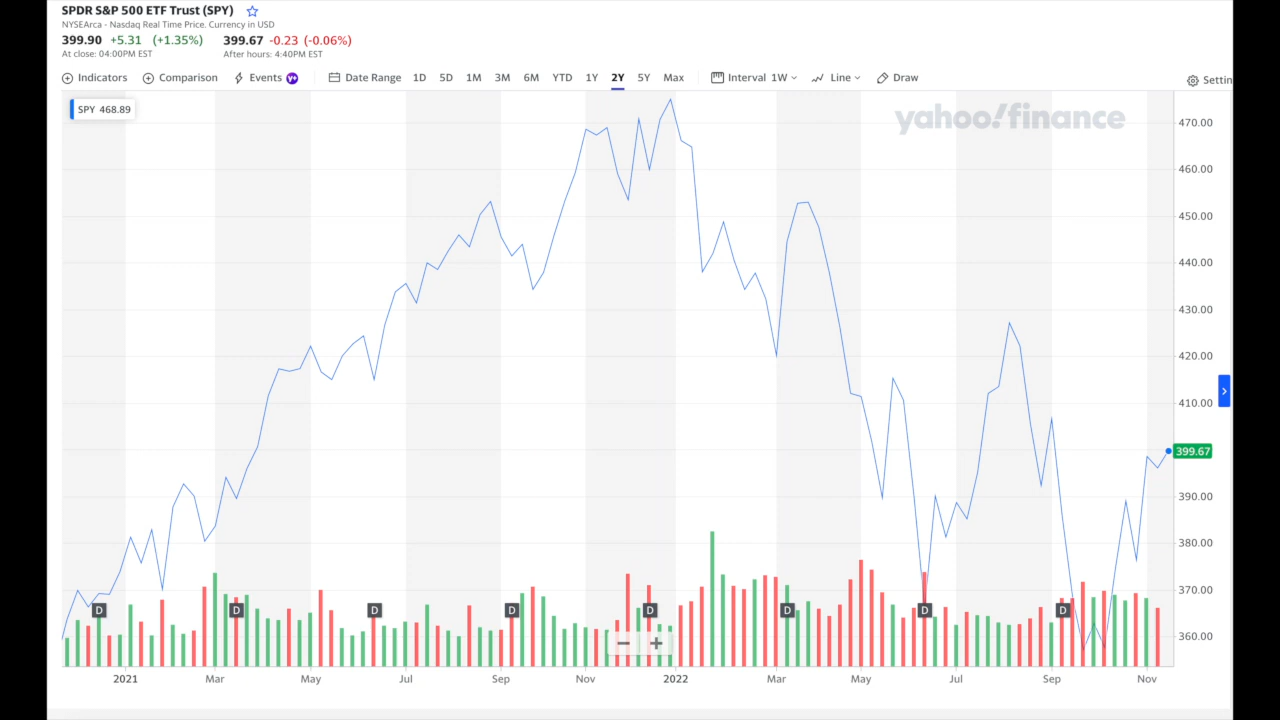 SPDR S&P 500 ETF Trust (SPY)
NYSEArca - Nasdaq Real Time Price. Currency in USD
399.90 +5.31 (+1.35%) 399.67 -0.23 (-0.06%)
At close: 04:00PM EST After hours: 4:40PM EST
Indicators Comparison Events Y+ Date Range 1D 5D 1M 3M 6M YTD 1Y 2Y 5Y Max Interval 1W Line Draw Settin
SPY 468.89
yahoo!finance
470.00
460.00
450.00
440.00
430.00
420.00
410.00
399.67
390.00
380.00
370.00
360.00
D D D D D D D D
2021 Mar May Jul Sep Nov 2022 Mar May Jul Sep Nov